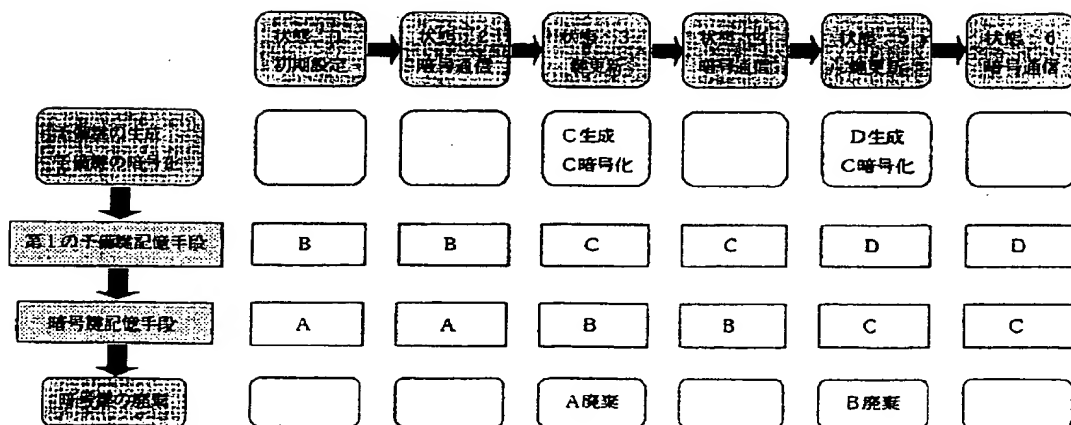 状態-1
初期設定
状態-2
暗号通信
状態-3
鍵更新
状態-4
暗号通信
状態-5
鍵更新
状態-6
暗号通信
予備鍵の生成
予備鍵の暗号化
C生成
C暗号化
D生成
C暗号化
第1の予備鍵記憶手段
B
B
C
C
D
D
暗号鍵記憶手段
A
A
B
B
C
C
暗号鍵の廃棄
A廃棄
B廃棄